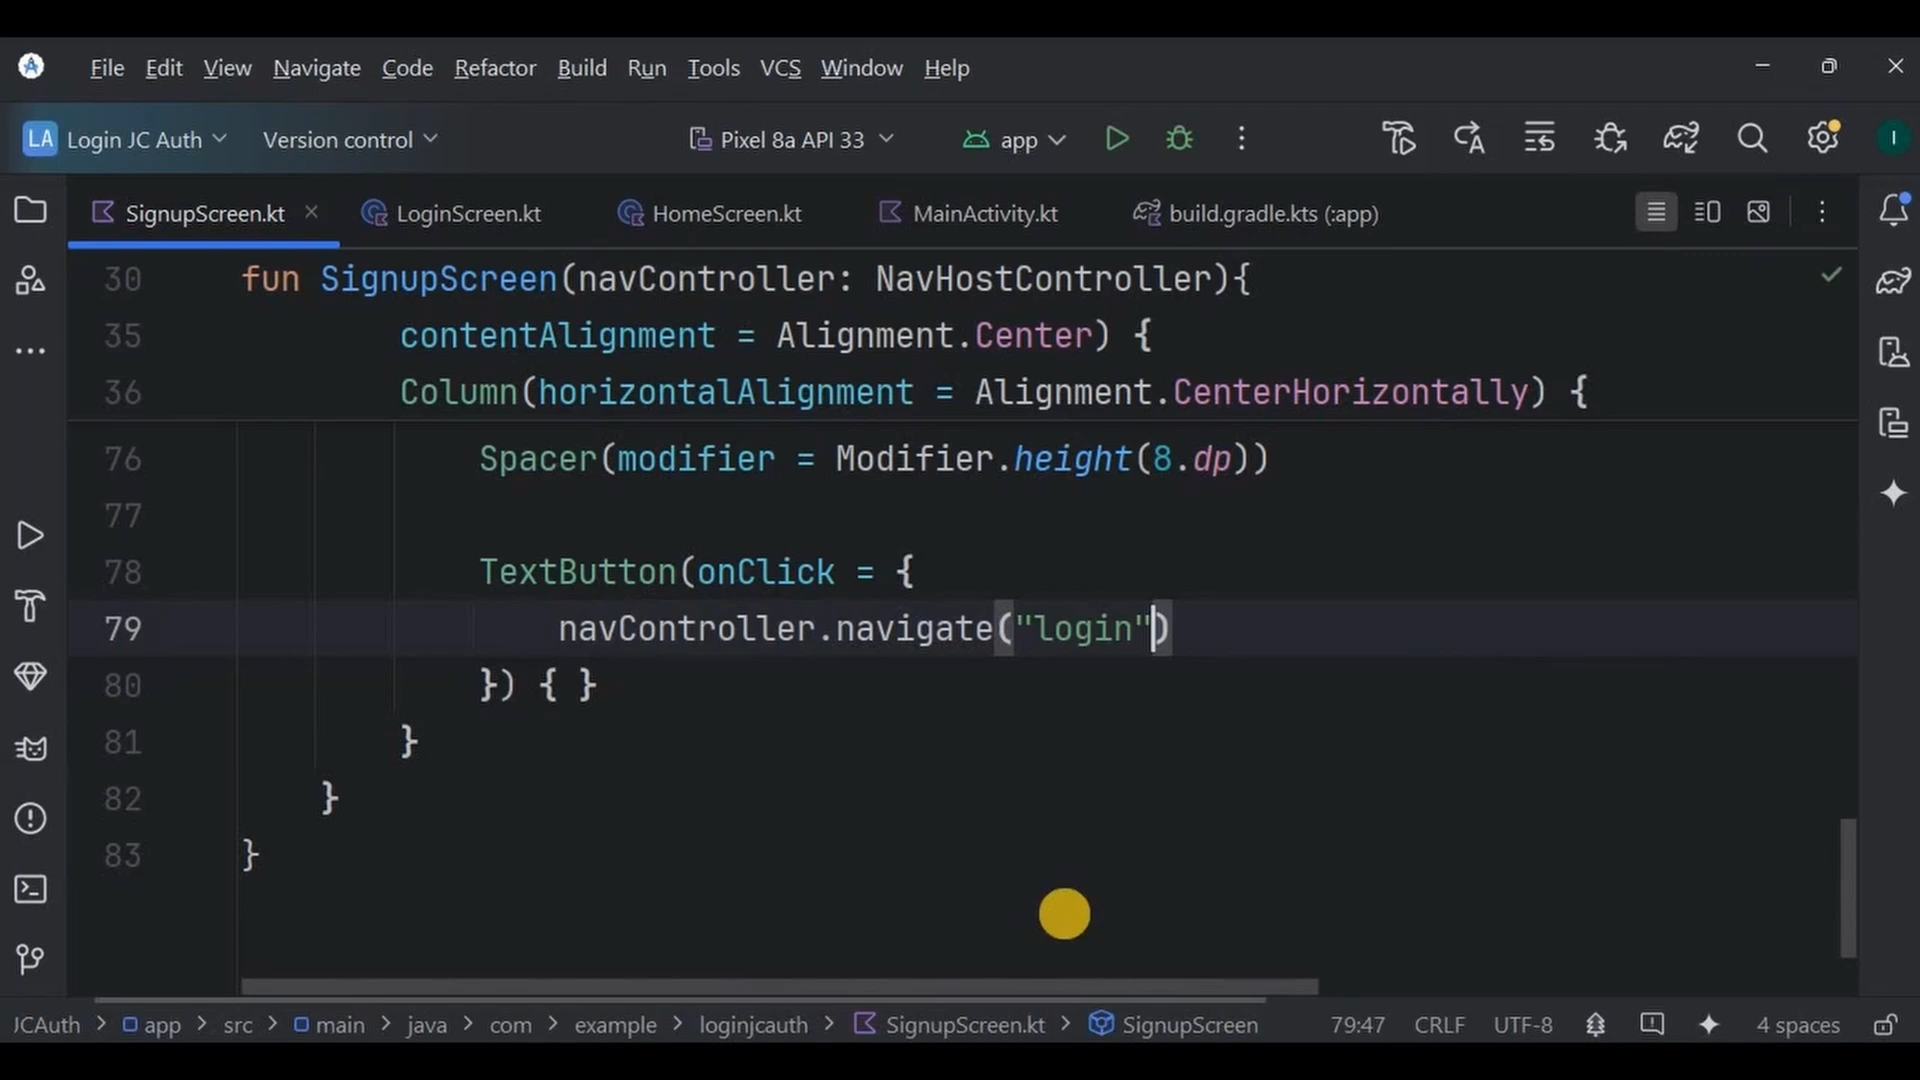 File Edit View Navigate Code Refactor Build Run Tools VCS Window Help
LA Login JC Auth Version control Pixel 8a API 33 app I
SignupScreen.kt LoginScreen.kt HomeScreen.kt MainActivity.kt build.gradle.kts (:app)
30 fun SignupScreen(navController: NavHostController){
35 contentAlignment = Alignment.Center) {
36 Column(horizontalAlignment = Alignment.CenterHorizontally) {
76 Spacer(modifier = Modifier.height(8.dp))
77
78 TextButton(onClick = {
79 navController.navigate("login")
80 }) { }
81 }
82 }
83 }
JCAuth > app > src > main > java > com > example > loginjcauth > SignupScreen.kt > SignupScreen 79:47 CRLF UTF-8 4 spaces